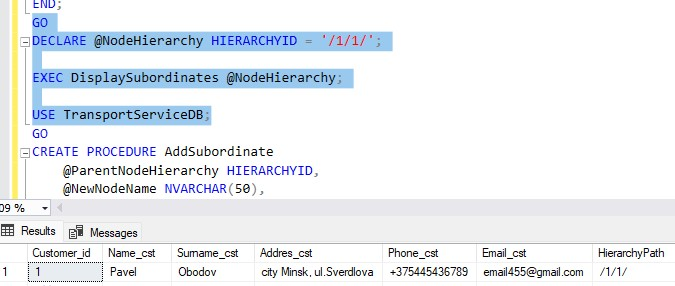 END;
GO
DECLARE @NodeHierarchy HIERARCHYID = '/1/1/';
EXEC DisplaySubordinates @NodeHierarchy;
USE TransportServiceDB;
GO
CREATE PROCEDURE AddSubordinate
@ParentNodeHierarchy HIERARCHYID,
@NewNodeName NVARCHAR(50),
09 %
Results Messages
Customer_id Name_cst Surname_cst Addres_cst Phone_cst Email_cst HierarchyPath
1 1 Pavel Obodov city Minsk, ul.Sverdlova +375445436789 email455@gmail.com /1/1/